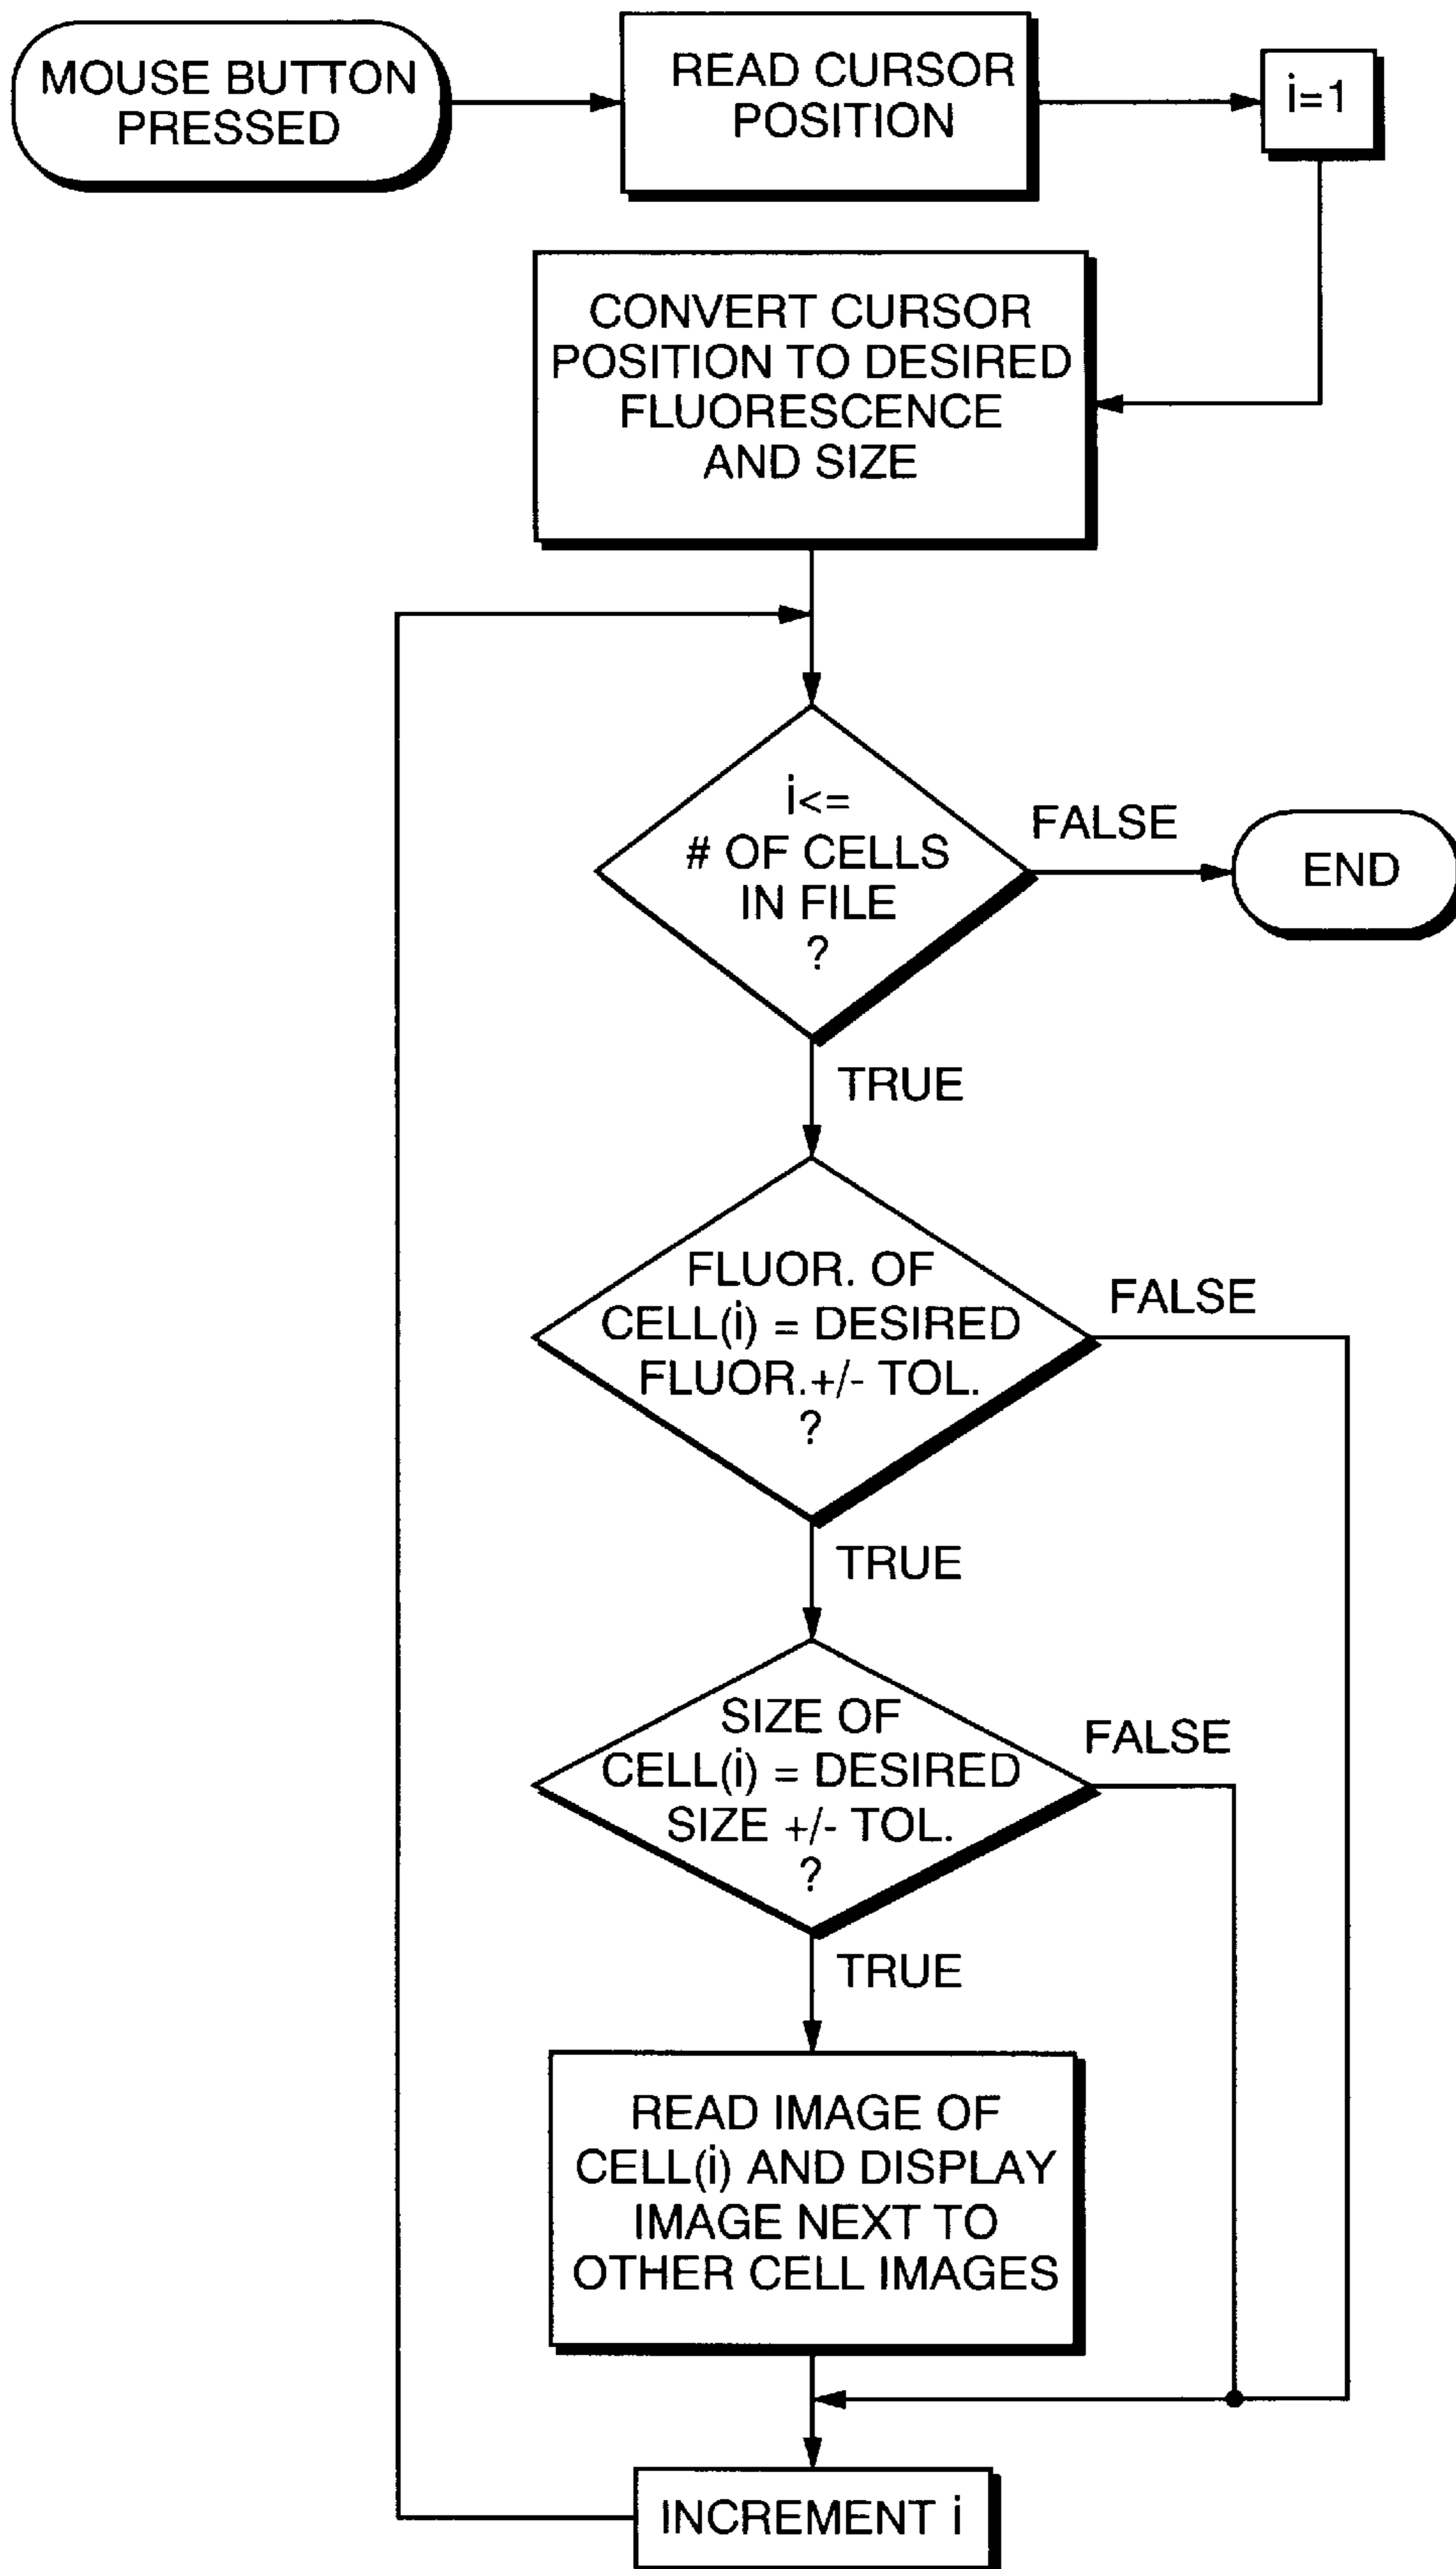 MOUSE BUTTON
PRESSED
READ CURSOR
POSITION
i=1
CONVERT CURSOR
POSITION TO DESIRED
FLUORESCENCE
AND SIZE
i<=
# OF CELLS
IN FILE
?
FALSE
END
TRUE
FLUOR. OF
CELL(i) = DESIRED
FLUOR.+/- TOL.
?
FALSE
TRUE
SIZE OF
CELL(i) = DESIRED
SIZE +/- TOL.
?
FALSE
TRUE
READ IMAGE OF
CELL(i) AND DISPLAY
IMAGE NEXT TO
OTHER CELL IMAGES
INCREMENT i